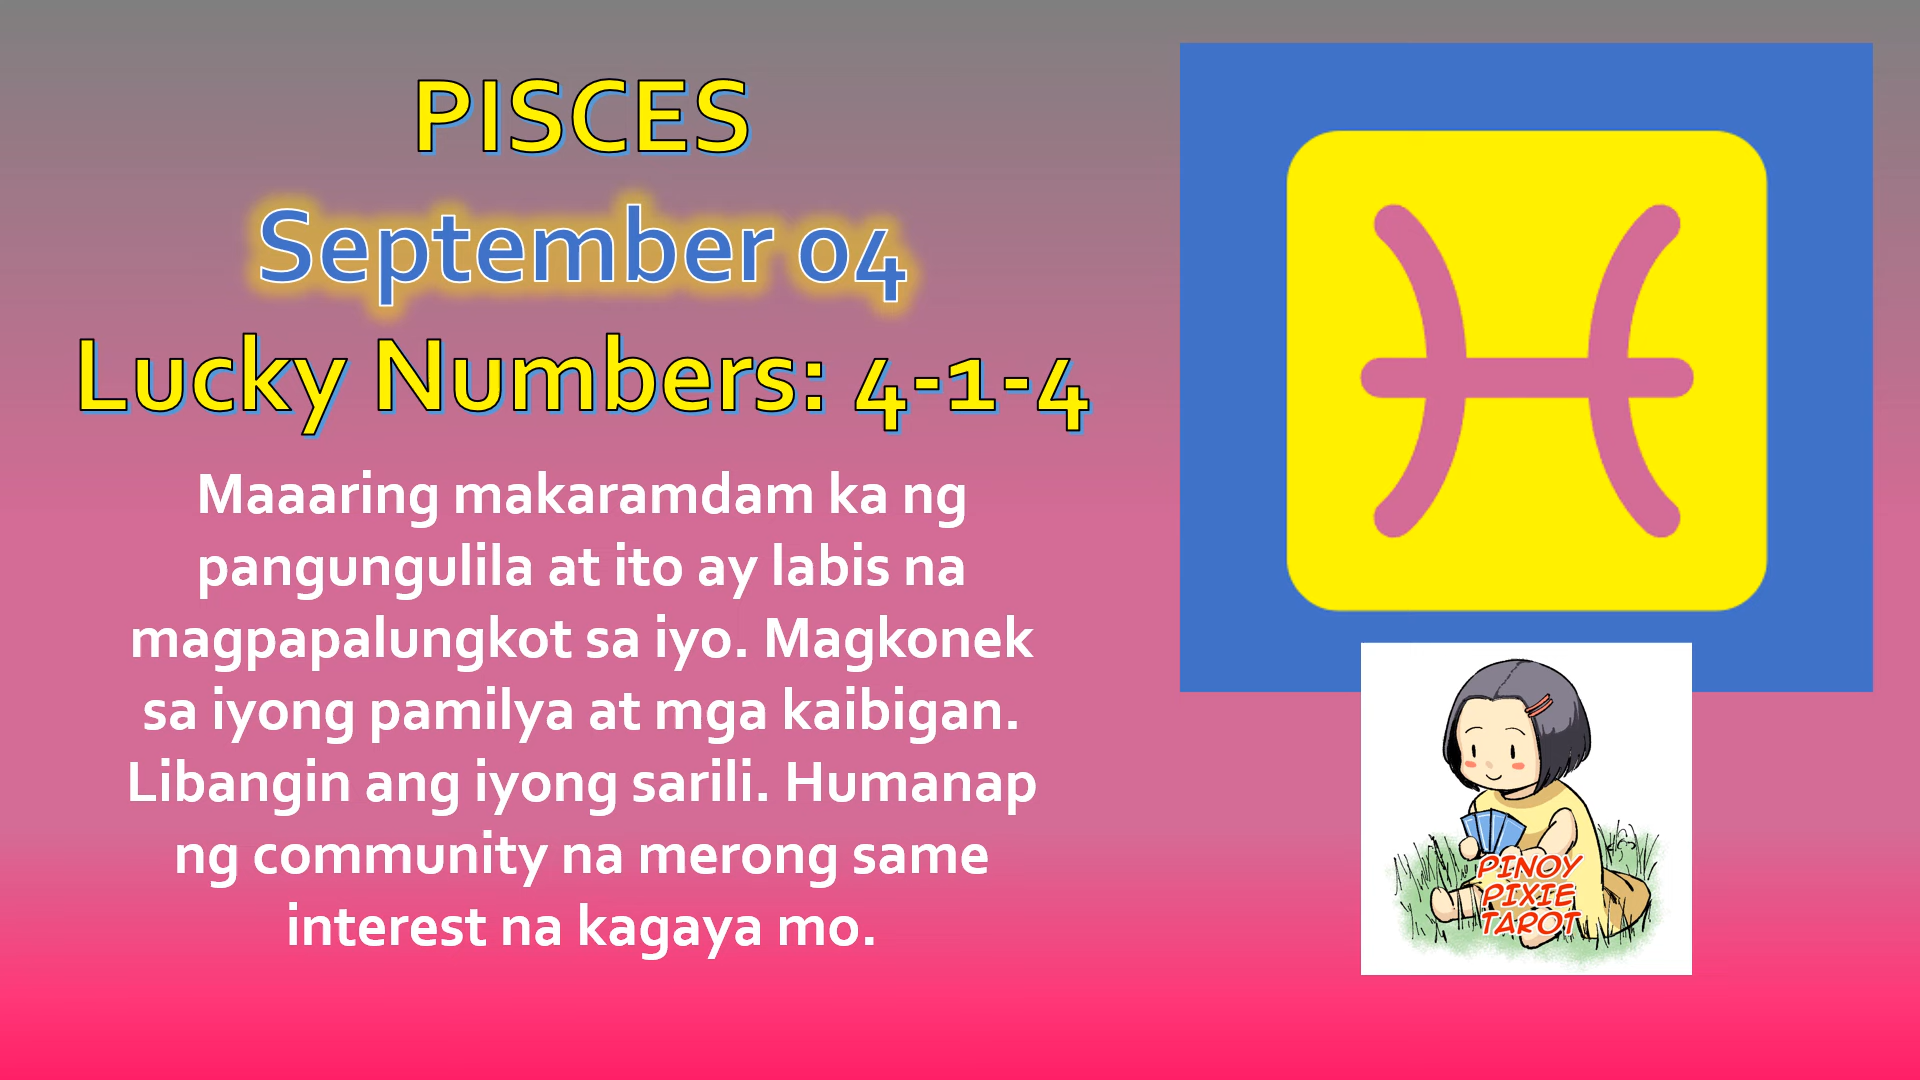 PISCES
September 04
Lucky Numbers: 4-1-4
Maaaring makaramdam ka ng
pangungulila at ito ay labis na
magpapalungkot sa iyo. Magkonek
sa iyong pamilya at mga kaibigan.
Libangin ang iyong sarili. Humanap
ng community na merong same
interest na kagaya mo.
PINOY
PIXIE
TAROT